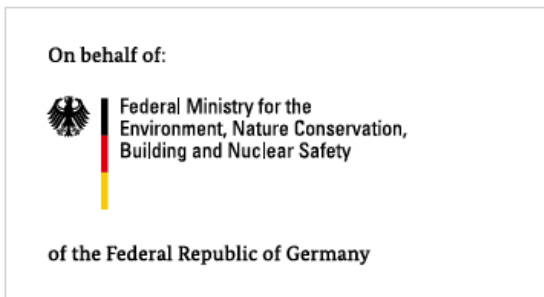 On behalf of:
Federal Ministry for the
Environment, Nature Conservation,
Building and Nuclear Safety
of the Federal Republic of Germany